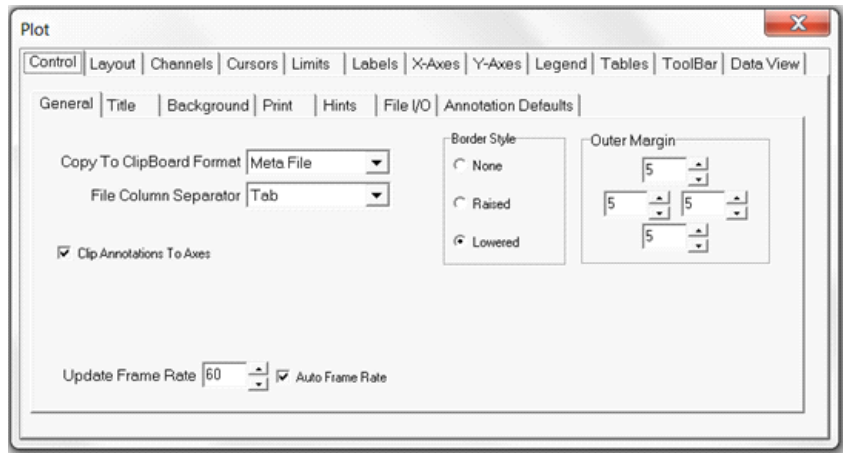 Plot
Control Layout Channels Cursors Limits Labels X-Axes Y-Axes Legend Tables ToolBar Data View
General Title Background Print Hints File I/O Annotation Defaults
Copy To ClipBoard Format Meta File
File Column Separator Tab
Clip Annotations To Axes
Update Frame Rate 60 Auto Frame Rate
Border Style
None
Raised
Lowered
Outer Margin
5
5 5
5